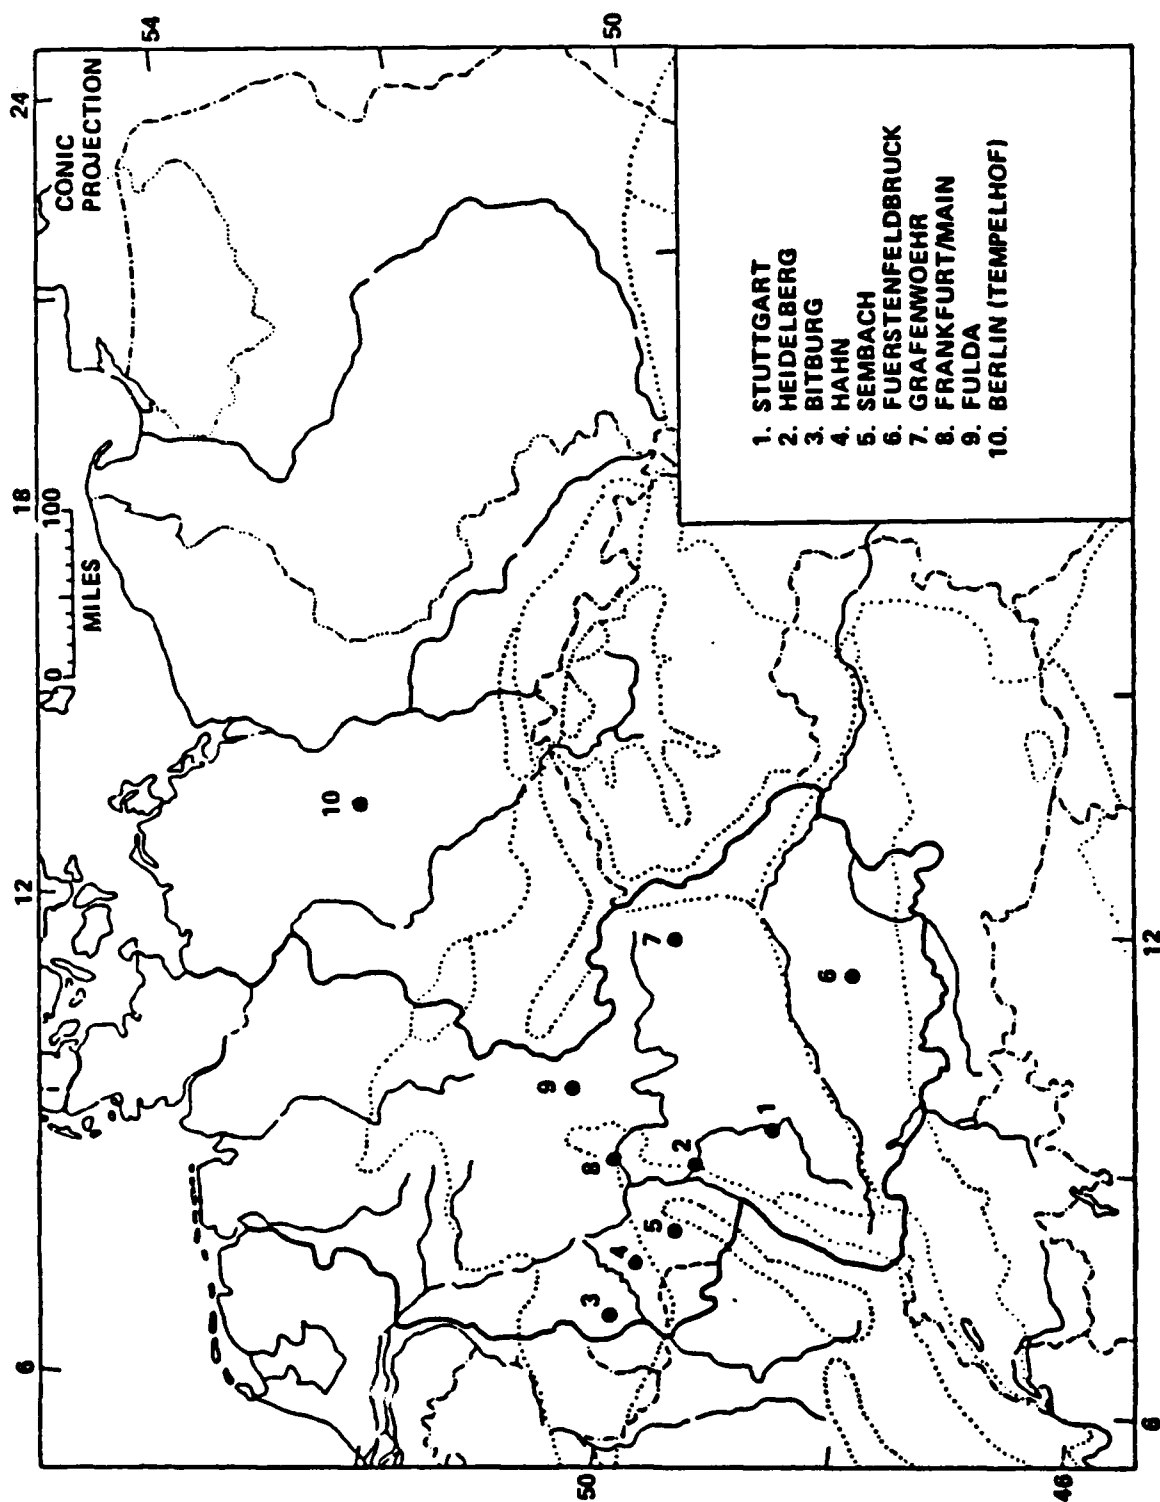 6
12
18
24
0
100
MILES
CONIC
PROJECTION
54
50
50
46
6
12
10
9
8
7
6
5
4
3
2
1
1. STUTTGART
2. HEIDELBERG
3. BITBURG
4. HAHN
5. SEMBACH
6. FUERSTENFELDBRUCK
7. GRAFENWOEHR
8. FRANKFURT/MAIN
9. FULDA
10. BERLIN (TEMPELHOF)